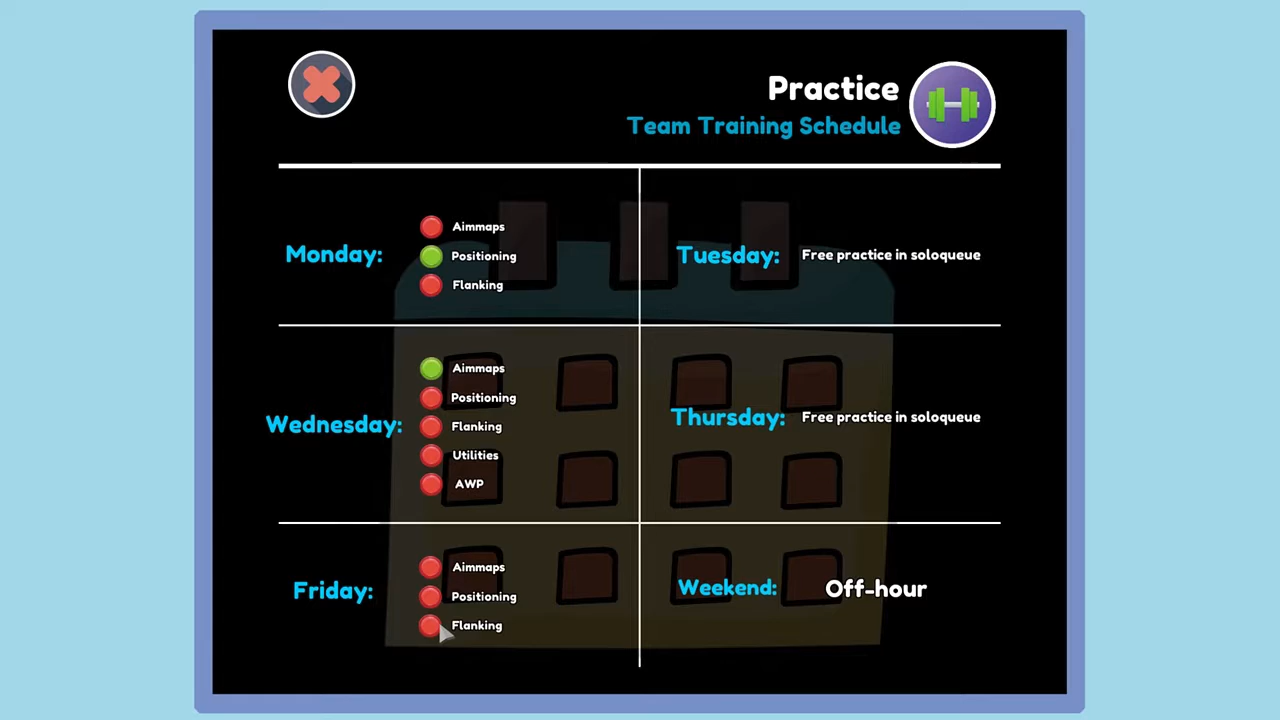 Practice
Team Training Schedule
Monday:
Aimmaps
Positioning
Flanking
Tuesday:
Free practice in soloqueue
Wednesday:
Aimmaps
Positioning
Flanking
Utilities
AWP
Thursday:
Free practice in soloqueue
Friday:
Aimmaps
Positioning
Flanking
Weekend:
Off-hour